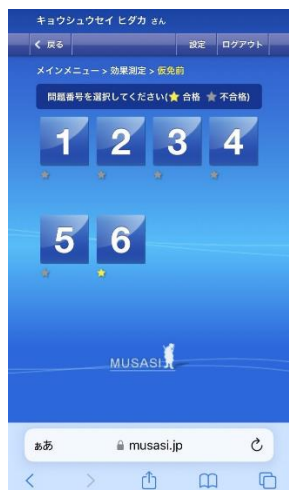 キョウシュウセイ ヒダカ さん
く 戻る 設定 ログアウト
メインメニュー > 効果測定 > 仮免前
問題番号を選択してください(★ 合格 ★ 不合格)
1 2 3 4
5 6
MUSASI
ぁあ musasi.jp